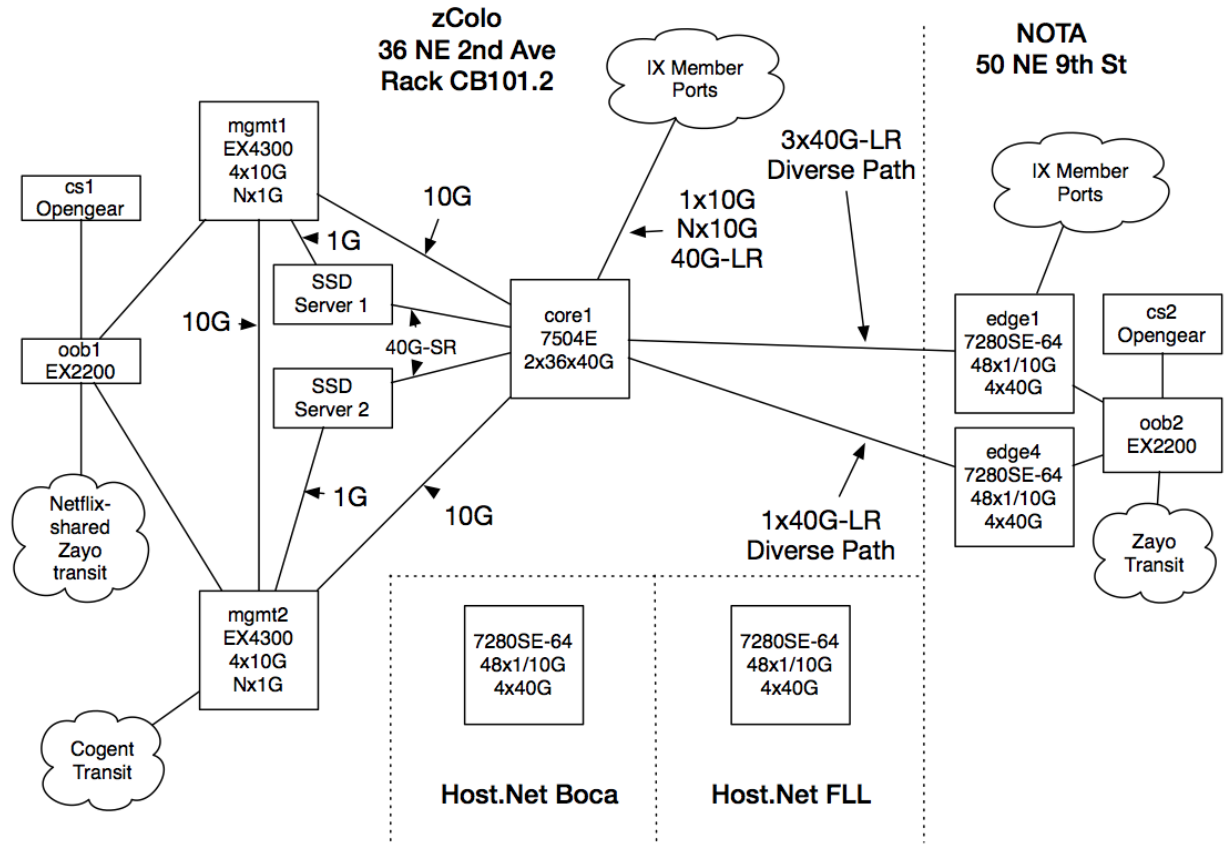 zColo
36 NE 2nd Ave
Rack CB101.2
NOTA
50 NE 9th St
IX Member
Ports
mgmt1
EX4300
4x10G
Nx1G
cs1
Opengear
10G
1G
1x10G
Nx10G
40G-LR
3x40G-LR
Diverse Path
IX Member
Ports
SSD
Server 1
10G
40G-SR
core1
7504E
2x36x40G
oob1
EX2200
SSD
Server 2
edge1
7280SE-64
48x1/10G
4x40G
cs2
Opengear
oob2
EX2200
edge4
7280SE-64
48x1/10G
4x40G
Netflix-
shared
Zayo
transit
1G
10G
1x40G-LR
Diverse Path
Zayo
Transit
mgmt2
EX4300
4x10G
Nx1G
Cogent
Transit
7280SE-64
48x1/10G
4x40G
7280SE-64
48x1/10G
4x40G
Host.Net Boca
Host.Net FLL